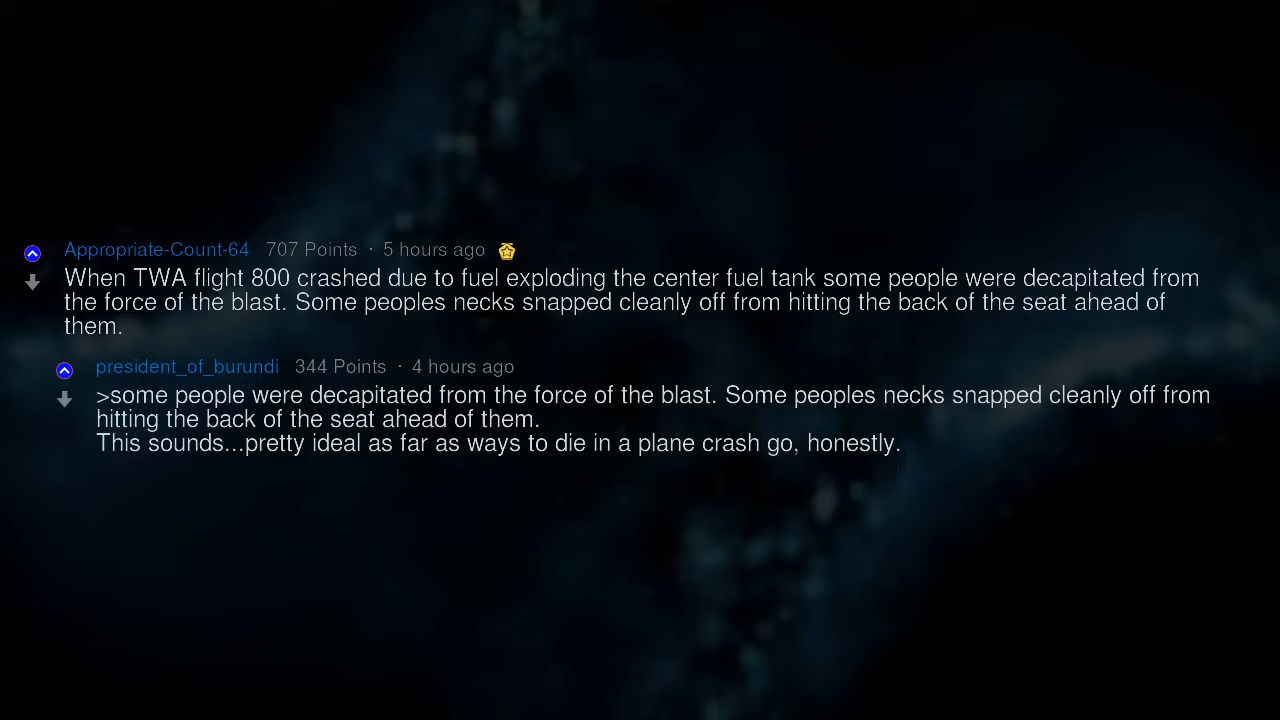 Appropriate-Count-64 707 Points · 5 hours ago
When TWA flight 800 crashed due to fuel exploding the center fuel tank some people were decapitated from
the force of the blast. Some peoples necks snapped cleanly off from hitting the back of the seat ahead of
them.
president_of_burundi 344 Points · 4 hours ago
>some people were decapitated from the force of the blast. Some peoples necks snapped cleanly off from
hitting the back of the seat ahead of them.
This sounds...pretty ideal as far as ways to die in a plane crash go, honestly.